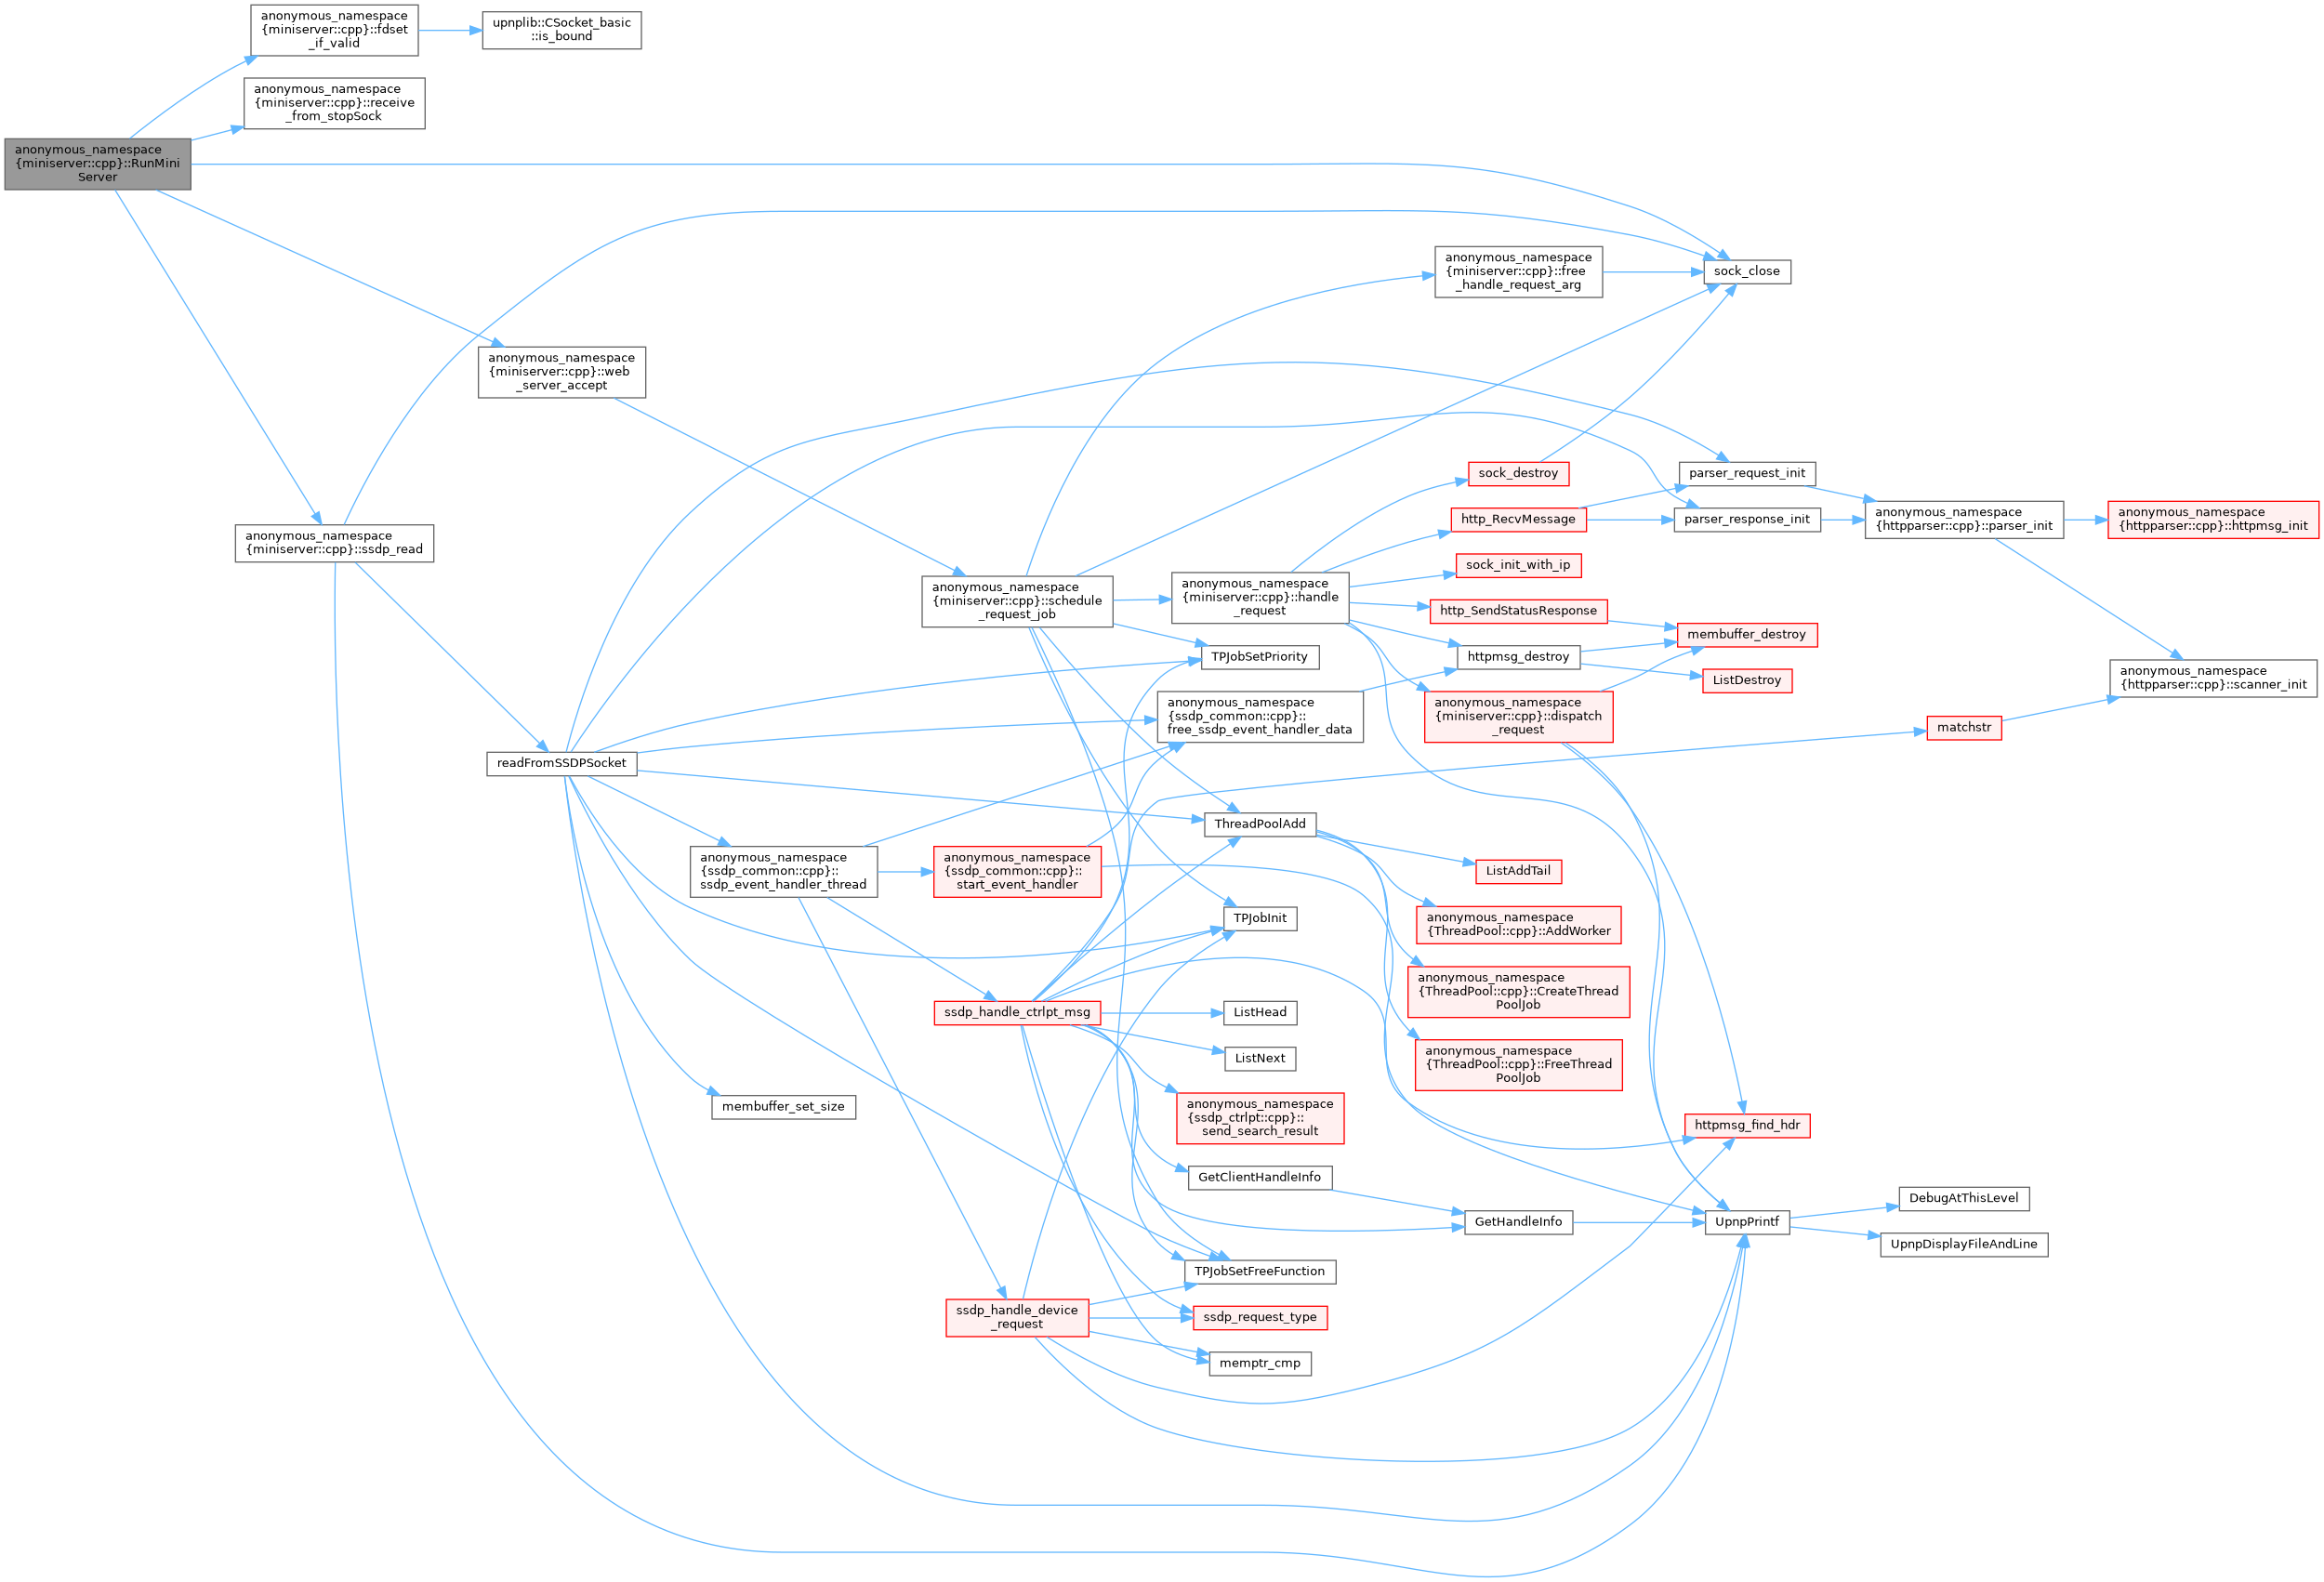 anonymous_namespace
{miniserver::cpp}::RunMini
Server
anonymous_namespace
{miniserver::cpp}::fdset
_if_valid
upnplib::CSocket_basic
::is_bound
anonymous_namespace
{miniserver::cpp}::receive
_from_stopSock
anonymous_namespace
{miniserver::cpp}::web
_server_accept
anonymous_namespace
{miniserver::cpp}::ssdp_read
readFromSSDPSocket
anonymous_namespace
{ssdp_common::cpp}::
ssdp_event_handler_thread
membuffer_set_size
anonymous_namespace
{miniserver::cpp}::schedule
_request_job
anonymous_namespace
{ssdp_common::cpp}::
start_event_handler
ssdp_handle_ctrlpt_msg
ssdp_handle_device
_request
anonymous_namespace
{miniserver::cpp}::handle
_request
TPJobSetPriority
anonymous_namespace
{ssdp_common::cpp}::
free_ssdp_event_handler_data
ThreadPoolAdd
TPJobInit
ListHead
ListNext
anonymous_namespace
{ssdp_ctrlpt::cpp}::
send_search_result
GetClientHandleInfo
TPJobSetFreeFunction
ssdp_request_type
memptr_cmp
anonymous_namespace
{miniserver::cpp}::free
_handle_request_arg
sock_destroy
http_RecvMessage
sock_init_with_ip
http_SendStatusResponse
httpmsg_destroy
anonymous_namespace
{miniserver::cpp}::dispatch
_request
ListAddTail
anonymous_namespace
{ThreadPool::cpp}::AddWorker
anonymous_namespace
{ThreadPool::cpp}::CreateThread
PoolJob
anonymous_namespace
{ThreadPool::cpp}::FreeThread
PoolJob
GetHandleInfo
sock_close
parser_request_init
parser_response_init
membuffer_destroy
ListDestroy
httpmsg_find_hdr
UpnpPrintf
anonymous_namespace
{httpparser::cpp}::parser_init
matchstr
DebugAtThisLevel
UpnpDisplayFileAndLine
anonymous_namespace
{httpparser::cpp}::httpmsg_init
anonymous_namespace
{httpparser::cpp}::scanner_init